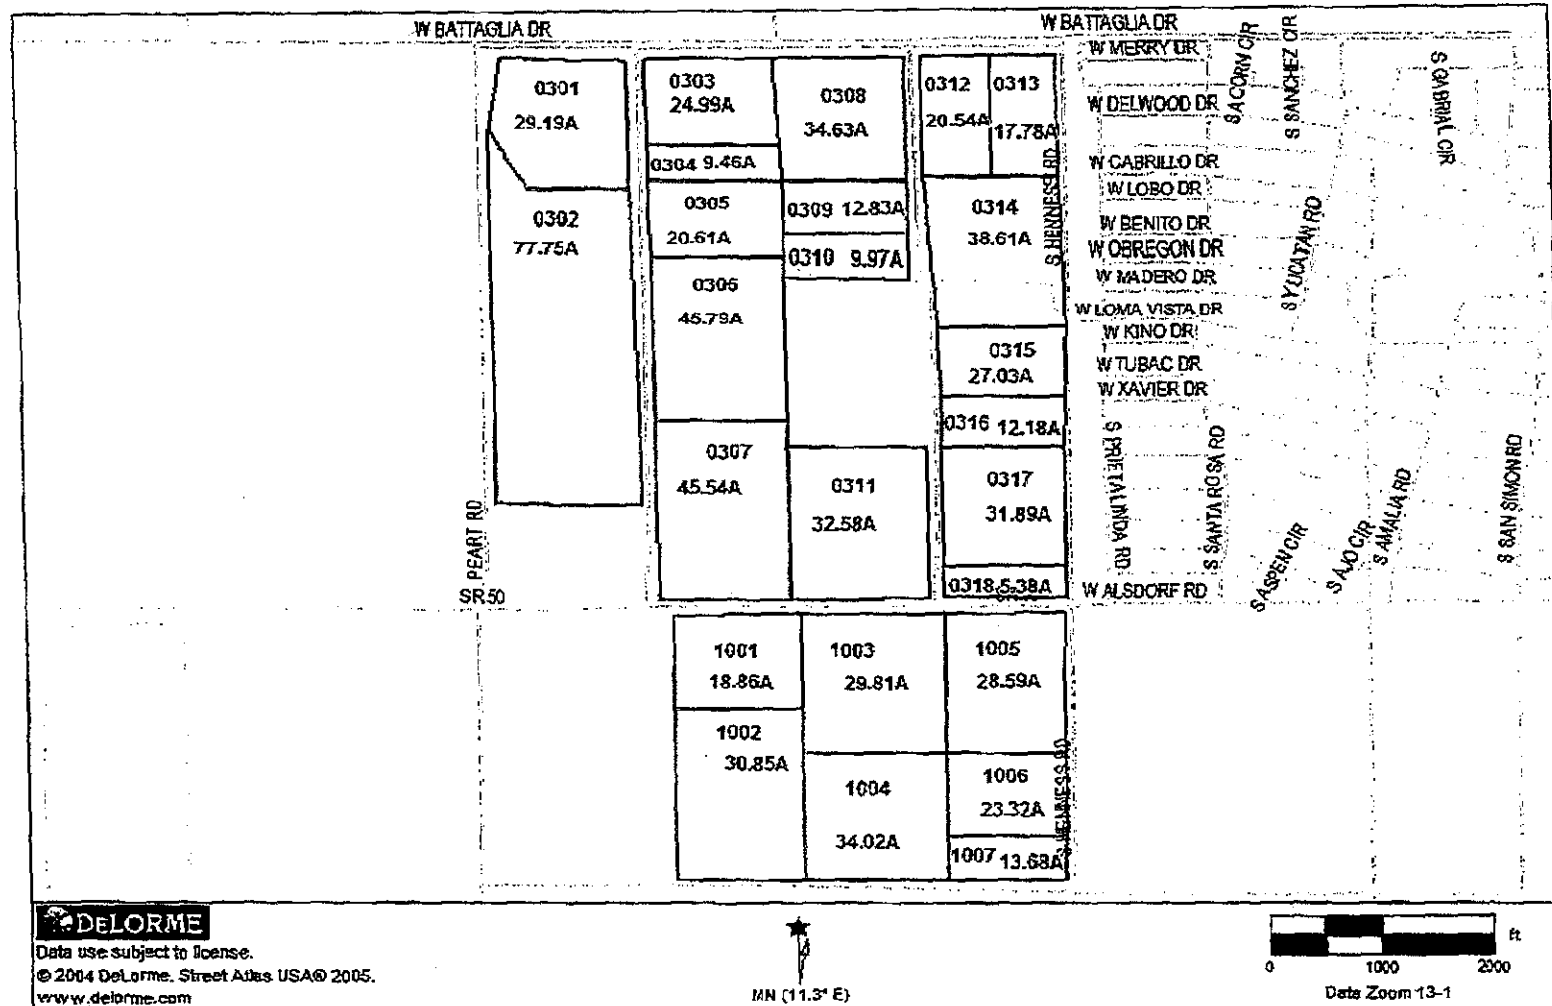 W BATTAGLIA DR
W BATTAGLIA DR
W MERRY DR
S ACORN CIR
S SANCHEZ CIR
S GABRIAL CIR
0301
29.19A
0303
24.99A
0308
34.63A
0312
20.54A
0313
17.78A
W DELWOOD DR
0304 9.46A
W CABRILLO DR
W LOBO DR
S HENNESS RD
0302
77.75A
0305
20.61A
0309 12.83A
0310 9.97A
0314
38.61A
W BENITO DR
W OBREGON DR
W MADERO DR
S YUCATAN RD
0306
45.79A
W LOMA VISTA DR
W KINO DR
0315
27.03A
W TUBAC DR
W XAVIER DR
0316 12.18A
0307
45.54A
0311
32.58A
0317
31.89A
S PRIETA LINDA RD
S SANTA ROSA RD
S ASPEN CIR
S AJO CIR
S AMALIA RD
S SAN SIMON RD
S PEART RD
SR 50
0318 5.38A
W ALSDORF RD
1001
18.86A
1003
29.81A
1005
28.59A
1002
30.85A
1004
34.02A
1006
23.32A
S HENNESS RD
1007 13.68A
DELORME
Data use subject to license.
© 2004 DeLorme. Street Atlas USA® 2005.
www.delorme.com
MN (11.3° E)
ft
0 1000 2000
Data Zoom 13-1